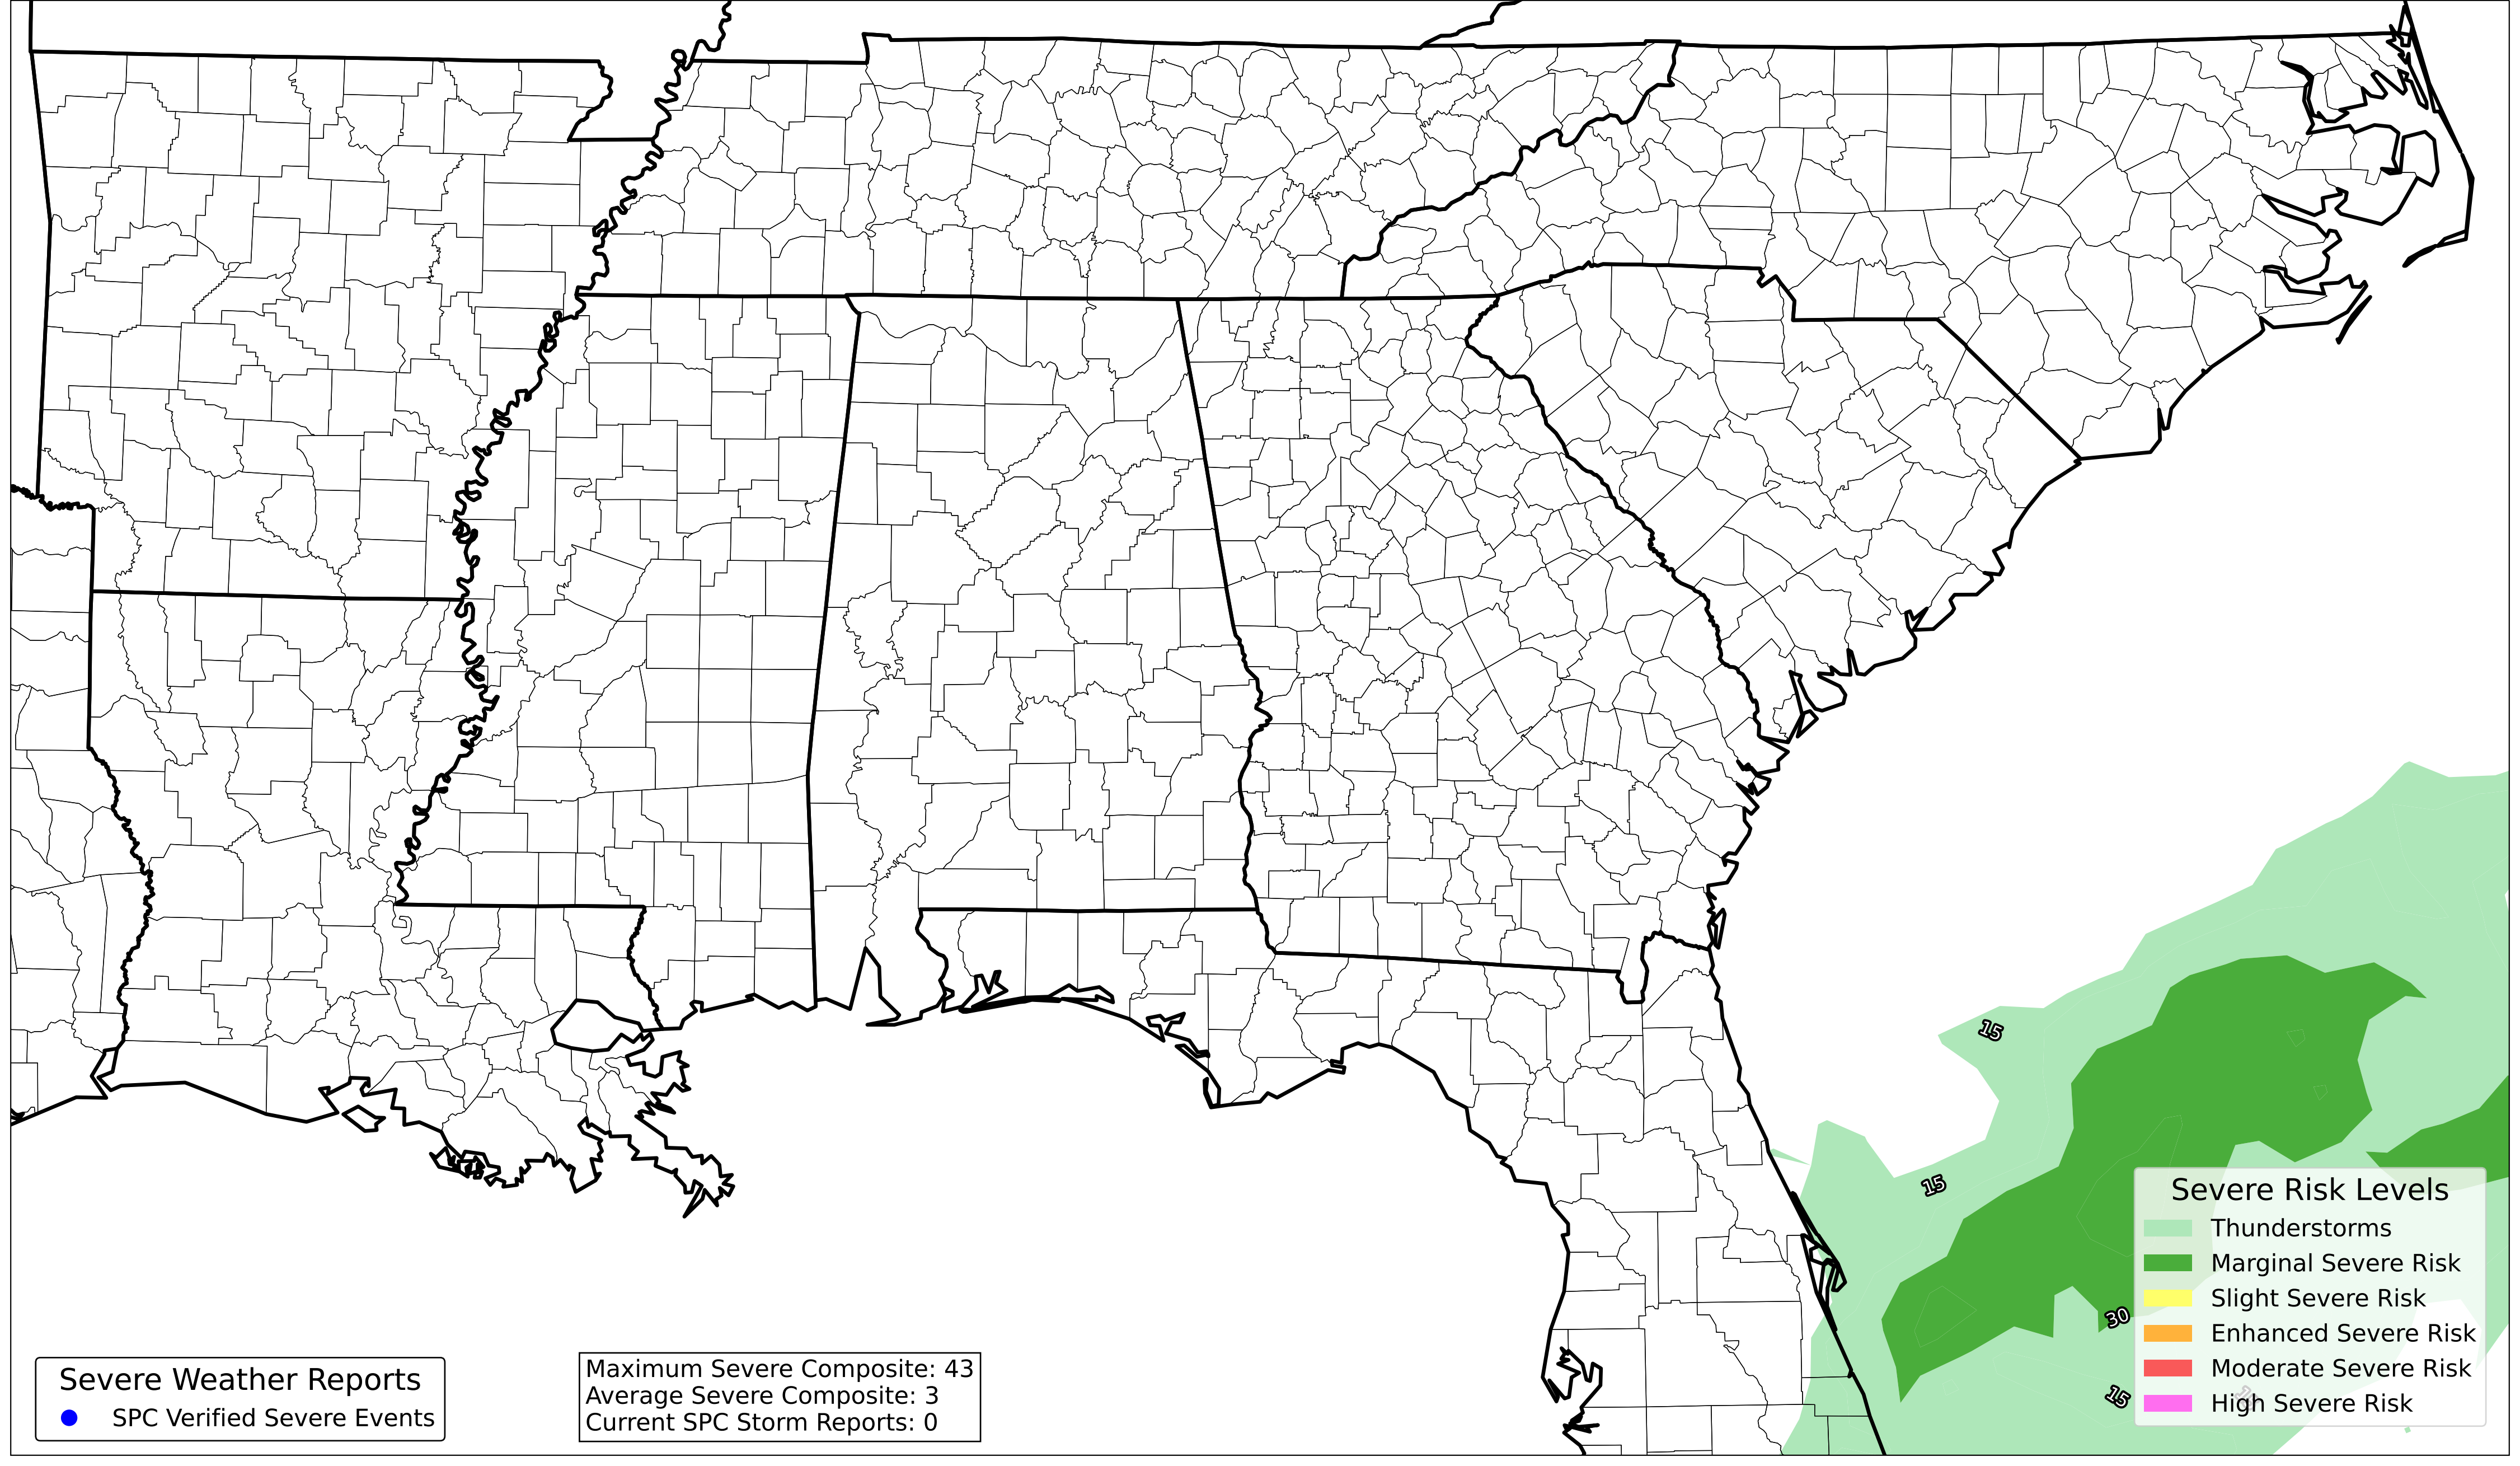 15
15
30
15
Severe Risk Levels
Thunderstorms
Marginal Severe Risk
Slight Severe Risk
Enhanced Severe Risk
Moderate Severe Risk
High Severe Risk
Severe Weather Reports
SPC Verified Severe Events
Maximum Severe Composite: 43
Average Severe Composite: 3
Current SPC Storm Reports: 0